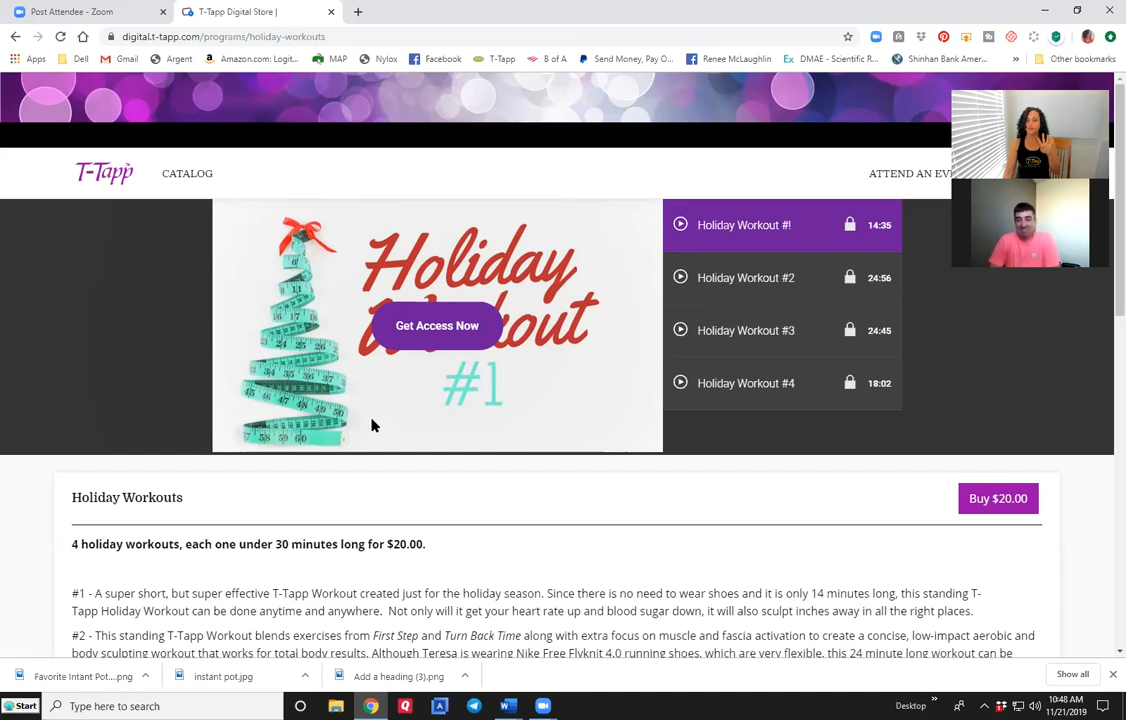 Post Attendee - Zoom
T-Tapp Digital Store |
digital.t-tapp.com/programs/holiday-workouts
Apps
Dell
Gmail
Argent
Amazon.com: Logit...
MAP
Nylox
Facebook
T-Tapp
B of A
Send Money, Pay O...
Renee McLaughlin
DMAE - Scientific R...
Shinhan Bank Amer...
»
Other bookmarks
T-Tapp
CATALOG
ATTEND AN EV
Holiday
Workout
#1
Get Access Now
Holiday Workout #!
14:35
Holiday Workout #2
24:56
Holiday Workout #3
24:45
Holiday Workout #4
18:02
Holiday Workouts
Buy $20.00
4 holiday workouts, each one under 30 minutes long for $20.00.
#1 - A super short, but super effective T-Tapp Workout created just for the holiday season. Since there is no need to wear shoes and it is only 14 minutes long, this standing T-
Tapp Holiday Workout can be done anytime and anywhere. Not only will it get your heart rate up and blood sugar down, it will also sculpt inches away in all the right places.
#2 - This standing T-Tapp Workout blends exercises from First Step and Turn Back Time along with extra focus on muscle and fascia activation to create a concise, low-impact aerobic and
body sculpting workout that works for total body results. Although Teresa is wearing Nike Free Flyknit 4.0 running shoes, which are very flexible, this 24 minute long workout can be
Favorite Intant Pot....png
instant pot.jpg
Add a heading (3).png
Show all
Start
Type here to search
Desktop
»
10:48 AM
11/21/2019